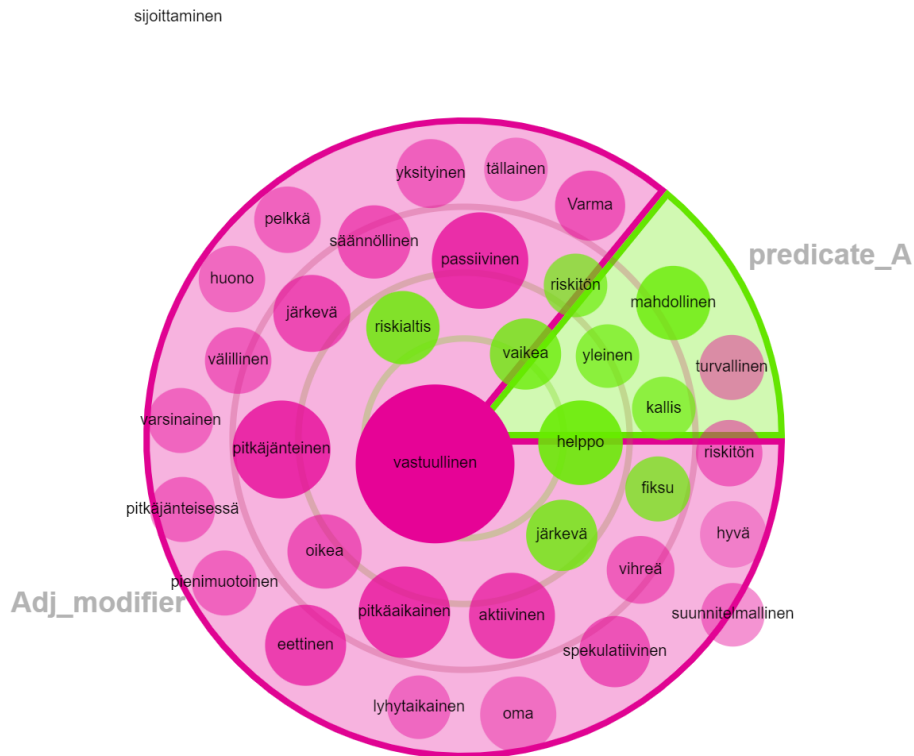 sijoittaminen
yksityinen
tällainen
Varma
pelkkä
säännöllinen
passiivinen
predicate_A
huono
riskitön
mahdollinen
järkevä
riskialtis
vaikea
yleinen
välillinen
turvallinen
varsinainen
kallis
pitkäjänteinen
helppo
riskitön
vastuullinen
fiksu
pitkäjänteisessä
järkevä
hyvä
oikea
vihreä
pienimuotoinen
Adj_modifier
pitkäaikainen
aktiivinen
suunnitelmallinen
eettinen
spekulatiivinen
lyhytaikainen
oma